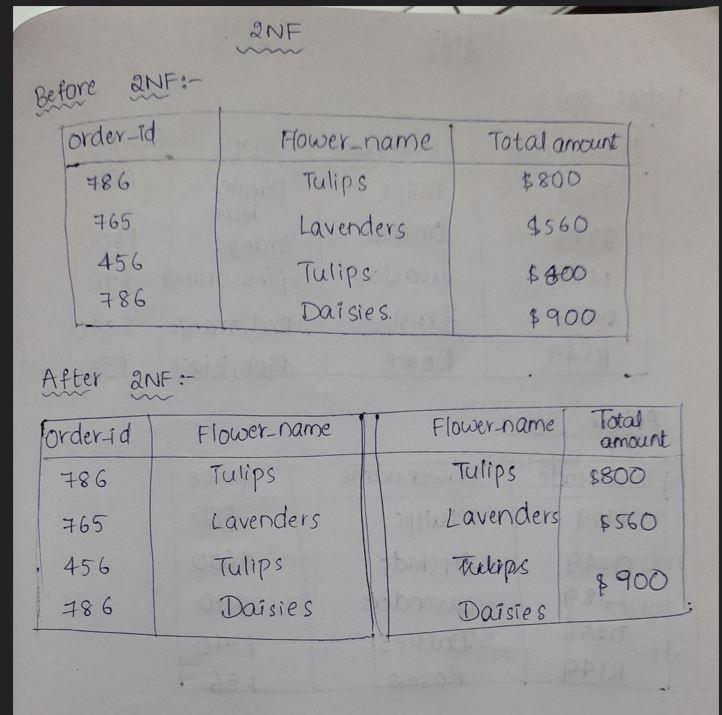 2NF
Before 2NF:-
order_id Flower_name Total amount
786 Tulips $800
765 Lavenders $560
456 Tulips $800
786 Daisies.
$900
After 2NF:-
order_id Flower_name Flower_name Total amount
786 Tulips Tulips $800
765 Lavenders Lavenders $560
456 Tulips Tulips
$900
786 Daisies Daisies